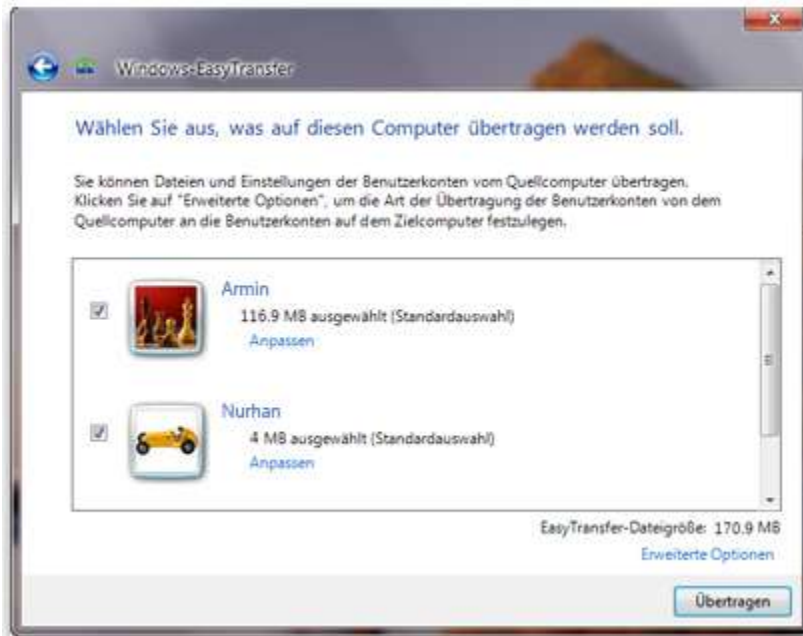 Windows-EasyTransfer
Wählen Sie aus, was auf diesen Computer übertragen werden soll.
Sie können Dateien und Einstellungen der Benutzerkonten vom Quellcomputer übertragen.
Klicken Sie auf "Erweiterte Optionen", um die Art der Übertragung der Benutzerkonten von dem
Quellcomputer an die Benutzerkonten auf dem Zielcomputer festzulegen.
Armin
116.9 MB ausgewählt (Standardauswahl)
Anpassen
Nurhan
4 MB ausgewählt (Standardauswahl)
Anpassen
EasyTransfer-Dateigröße: 170.9 MB
Erweiterte Optionen
Übertragen